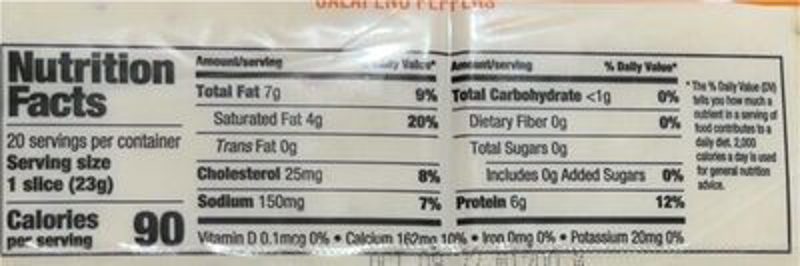 JALAPENO PEPPERS
Nutrition
Facts
20 servings per container
Serving size
1 slice (23g)
Calories
per serving
90
Amount/serving % Daily Value*
Total Fat 7g 9%
Saturated Fat 4g 20%
Trans Fat 0g
Cholesterol 25mg 8%
Sodium 150mg 7%
Amount/serving % Daily Value*
Total Carbohydrate <1g 0%
Dietary Fiber 0g 0%
Total Sugars 0g
Includes 0g Added Sugars 0%
Protein 6g 12%
Vitamin D 0.1mcg 0% • Calcium 162mg 10% • Iron 0mg 0% • Potassium 20mg 0%
* The % Daily Value (DV)
tells you how much a
nutrient in a serving of
food contributes to a
daily diet. 2,000
calories a day is used
for general nutrition
advice.